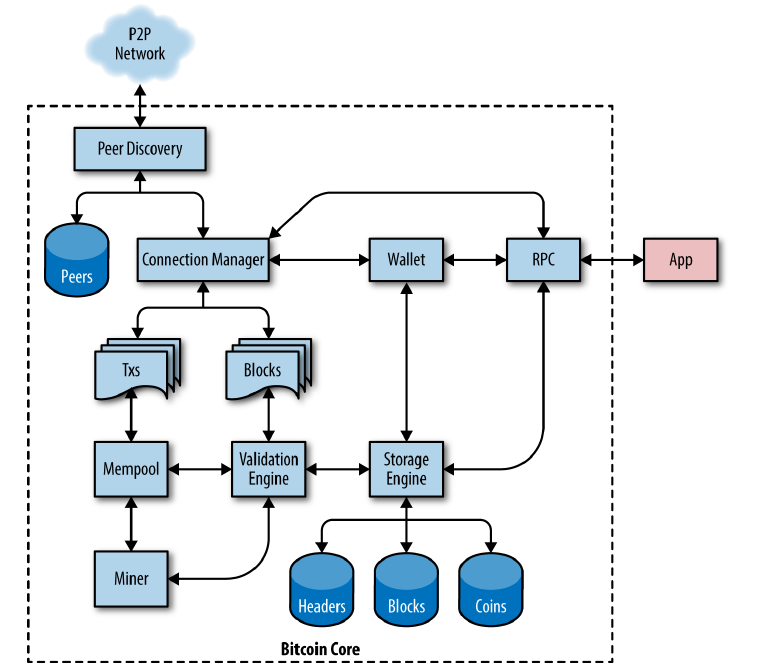 P2P
Network
Peer Discovery
Peers
Connection Manager
Wallet
RPC
App
Txs
Blocks
Mempool
Validation
Engine
Storage
Engine
Miner
Headers
Blocks
Coins
Bitcoin Core